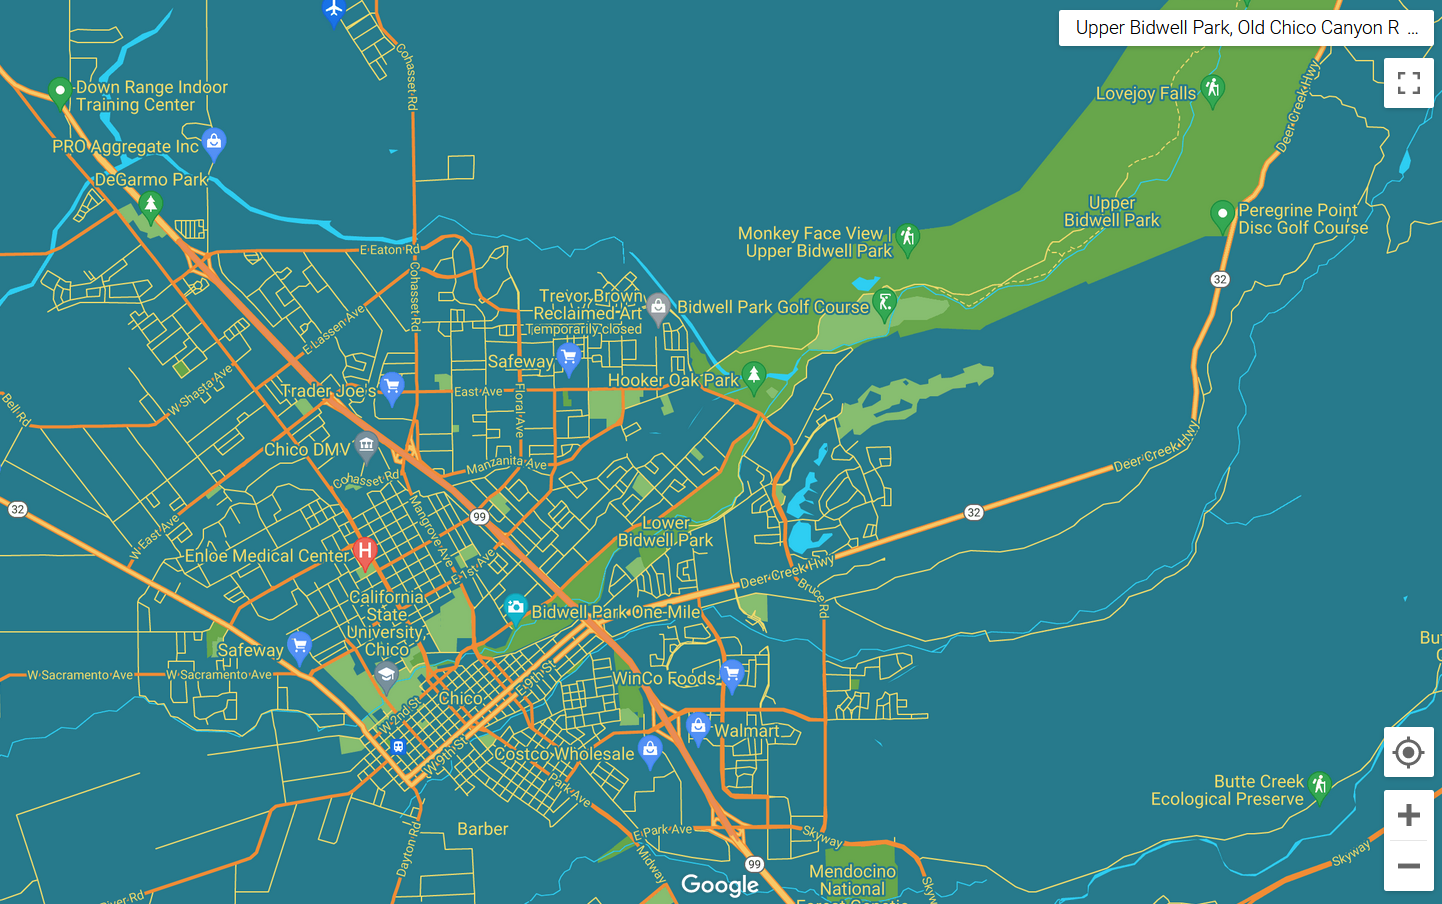 Upper Bidwell Park, Old Chico Canyon R ...
Cohasset Rd
Deer Creek Hwy
Down Range Indoor
Training Center
Lovejoy Falls
PRO Aggregate Inc
DeGarmo Park
Upper
Bidwell Park
Peregrine Point
Disc Golf Course
Monkey Face View |
Upper Bidwell Park
E Eaton Rd
Cohasset Rd
32
Trevor Brown
Reclaimed Art
Temporarily closed
Bidwell Park Golf Course
E Lassen Ave
Safeway
Hooker Oak Park
W Shasta Ave
Trader Joe's
East Ave
Floral Ave
Bell Rd
Chico DMV
Manzanita Ave
Cohasset Rd
Deer Creek Hwy
32
99
32
Mangrove Ave
W East Ave
Lower
Bidwell Park
Enloe Medical Center
E 1st Ave
Deer Creek Hwy
Bruce Rd
California
State
University,
Chico
Bidwell Park One-Mile
Safeway
W Sacramento Ave
W Sacramento Ave
E 9th St
WinCo Foods
Chico
W 2nd St
Walmart
W 9th St
Costco Wholesale
Park Ave
Butte Creek
Ecological Preserve
Barber
E Park Ave
Skyway
Dayton Rd
Midway
99
Skyway
Mendocino
National
Forest Genetic
Google
River Rd